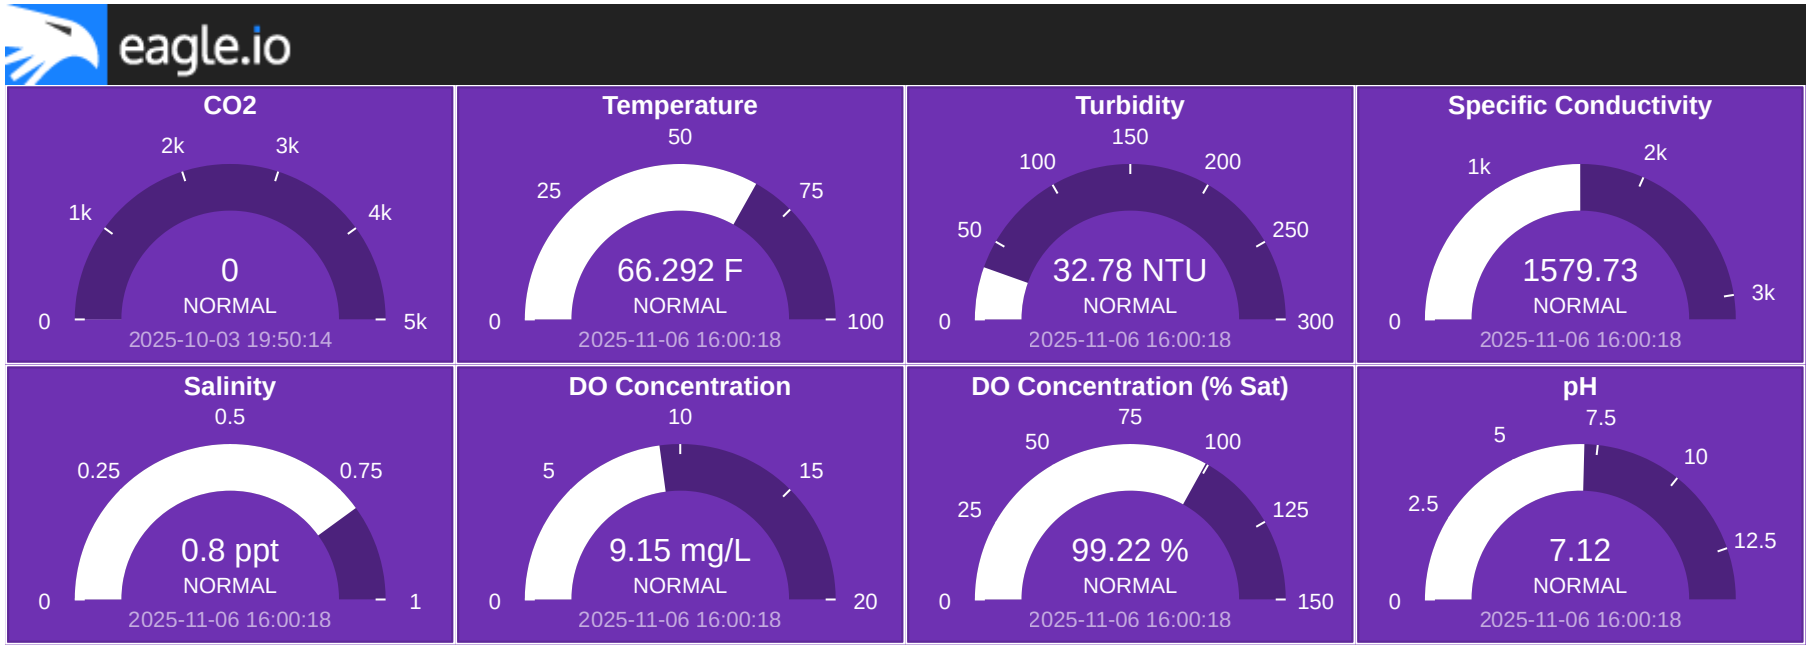 eagle.io
CO2
0
1k
2k
3k
4k
5k
0
NORMAL
2025-10-03 19:50:14
Temperature
0
25
50
75
100
66.292 F
NORMAL
2025-11-06 16:00:18
Turbidity
0
50
100
150
200
250
300
32.78 NTU
NORMAL
2025-11-06 16:00:18
Specific Conductivity
0
1k
2k
3k
1579.73
NORMAL
2025-11-06 16:00:18
Salinity
0
0.25
0.5
0.75
1
0.8 ppt
NORMAL
2025-11-06 16:00:18
DO Concentration
0
5
10
15
20
9.15 mg/L
NORMAL
2025-11-06 16:00:18
DO Concentration (% Sat)
0
25
50
75
100
125
150
99.22 %
NORMAL
2025-11-06 16:00:18
pH
0
2.5
5
7.5
10
12.5
7.12
NORMAL
2025-11-06 16:00:18